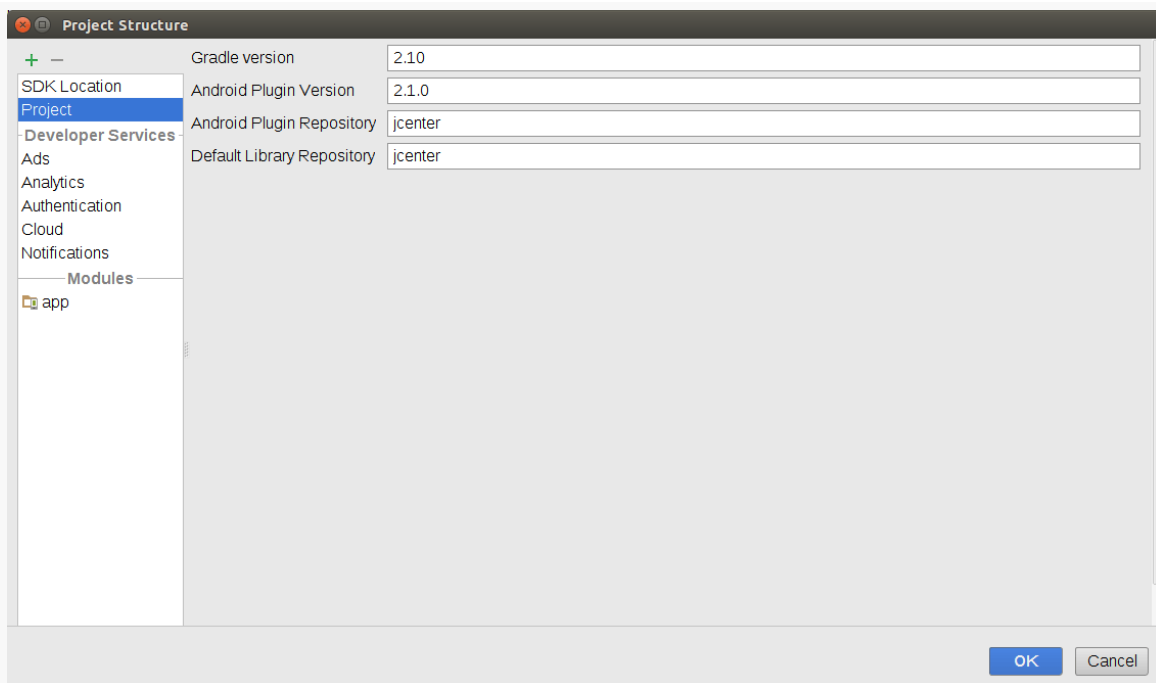 Project Structure
SDK Location
Project
Developer Services
Ads
Analytics
Authentication
Cloud
Notifications
Modules
app
Gradle version 2.10
Android Plugin Version 2.1.0
Android Plugin Repository jcenter
Default Library Repository jcenter
OK Cancel